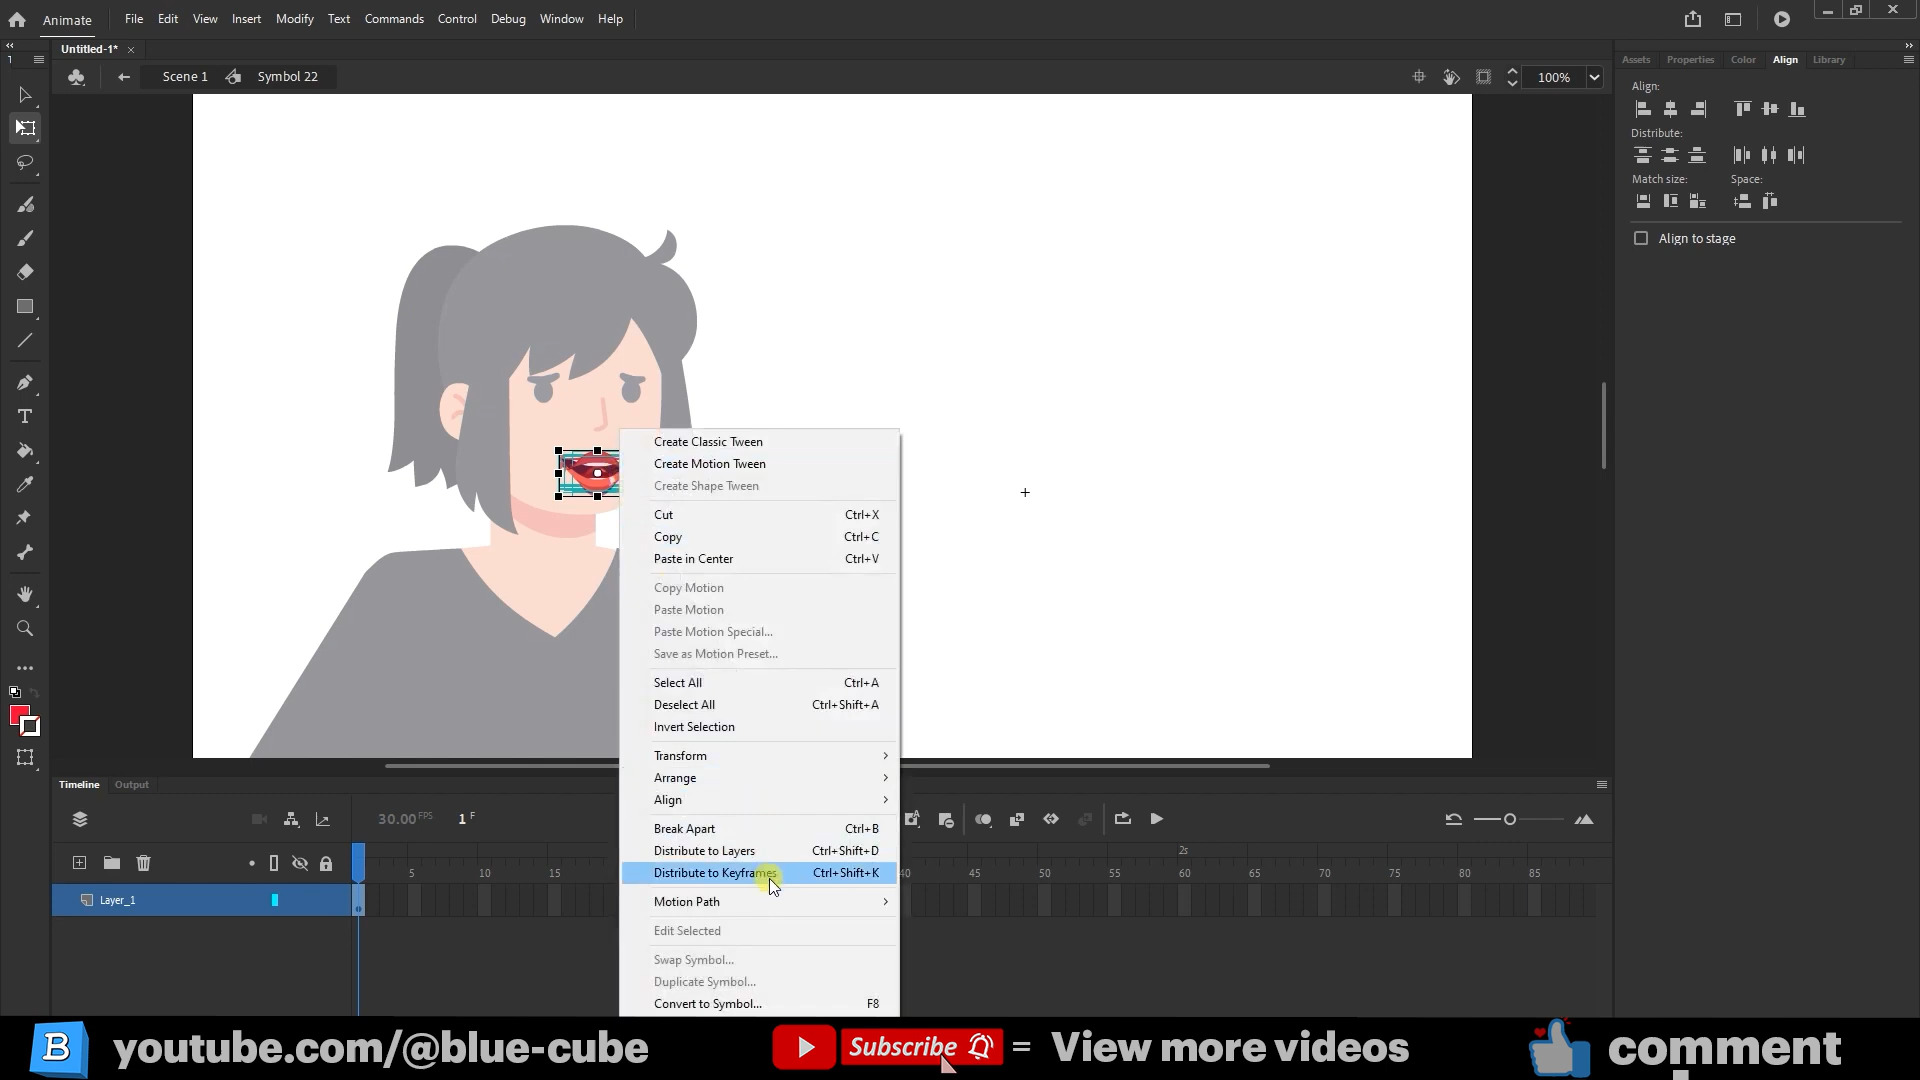 Animate File Edit View Insert Modify Text Commands Control Debug Window Help
Untitled-1*
Scene 1 Symbol 22 100%
Assets Properties Color Align Library
Align:
Distribute:
Match size: Space:
Align to stage
Create Classic Tween
Create Motion Tween
Create Shape Tween
Cut Ctrl+X
Copy Ctrl+C
Paste in Center Ctrl+V
Copy Motion
Paste Motion
Paste Motion Special...
Save as Motion Preset...
Select All Ctrl+A
Deselect All Ctrl+Shift+A
Invert Selection
Transform
Arrange
Align
Break Apart Ctrl+B
Distribute to Layers Ctrl+Shift+D
Distribute to Keyframes Ctrl+Shift+K
Motion Path
Edit Selected
Swap Symbol...
Duplicate Symbol...
Convert to Symbol... F8
Timeline Output
30.00 FPS 1 F
2s
5 10 15 40 45 50 55 60 65 70 75 80 85
Layer_1
B youtube.com/@blue-cube Subscribe = View more videos comment